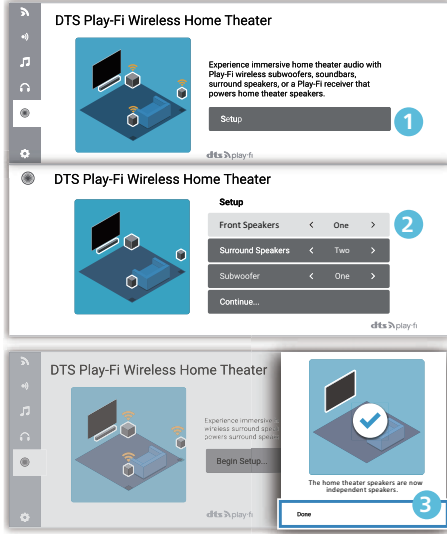 DTS Play-Fi Wireless Home Theater
Experience immersive home theater audio with
Play-Fi wireless subwoofers, soundbars,
surround speakers, or a Play-Fi receiver that
powers home theater speakers.
Setup
1
dts play-fi
DTS Play-Fi Wireless Home Theater
Setup
Front Speakers < One >
2
Surround Speakers < Two >
Subwoofer < One >
Continue...
dts play-fi
DTS Play-Fi Wireless Home Theater
Experience immersive
wireless surround spe...
powers surround speak
Begin Setup...
dts play-fi
The home theater speakers are now
independent speakers.
3
Done